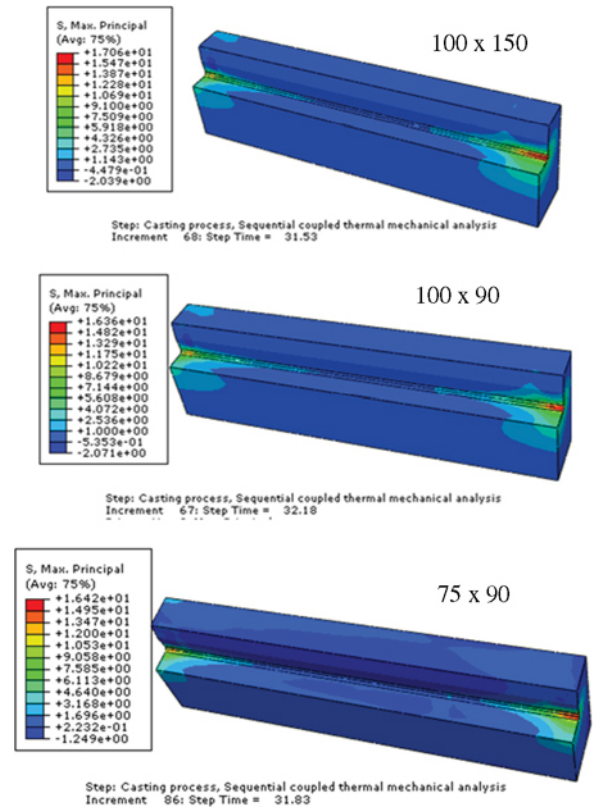 S, Max. Principal
(Avg: 75%)
+1.706e+01
+1.547e+01
+1.387e+01
+1.228e+01
+1.069e+01
+9.100e+00
+7.509e+00
+5.918e+00
+4.326e+00
+2.735e+00
+1.143e+00
-4.479e-01
-2.039e+00
100 x 150
Step: Casting process, Sequential coupled thermal mechanical analysis
Increment 68: Step Time = 31.53
S, Max. Principal
(Avg: 75%)
+1.636e+01
+1.482e+01
+1.329e+01
+1.175e+01
+1.022e+01
+8.679e+00
+7.144e+00
+5.608e+00
+4.072e+00
+2.536e+00
+1.000e+00
-5.353e-01
-2.071e+00
100 x 90
Step: Casting process, Sequential coupled thermal mechanical analysis
Increment 67: Step Time = 32.18
S, Max. Principal
(Avg: 75%)
+1.642e+01
+1.495e+01
+1.347e+01
+1.200e+01
+1.053e+01
+9.058e+00
+7.585e+00
+6.113e+00
+4.640e+00
+3.168e+00
+1.696e+00
+2.232e-01
-1.249e+00
75 x 90
Step: Casting process, Sequential coupled thermal mechanical analysis
Increment 86: Step Time = 31.83